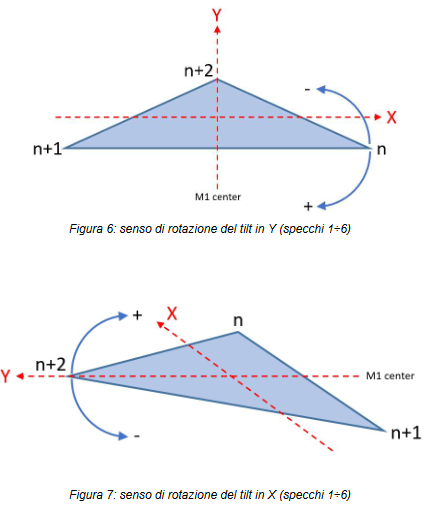 Y
n+2
-
X
n+1
n
M1 center
+
Figura 6: senso di rotazione del tilt in Y (specchi 1÷6)
+
X
n
n+2
Y
M1 center
-
n+1
Figura 7: senso di rotazione del tilt in X (specchi 1÷6)